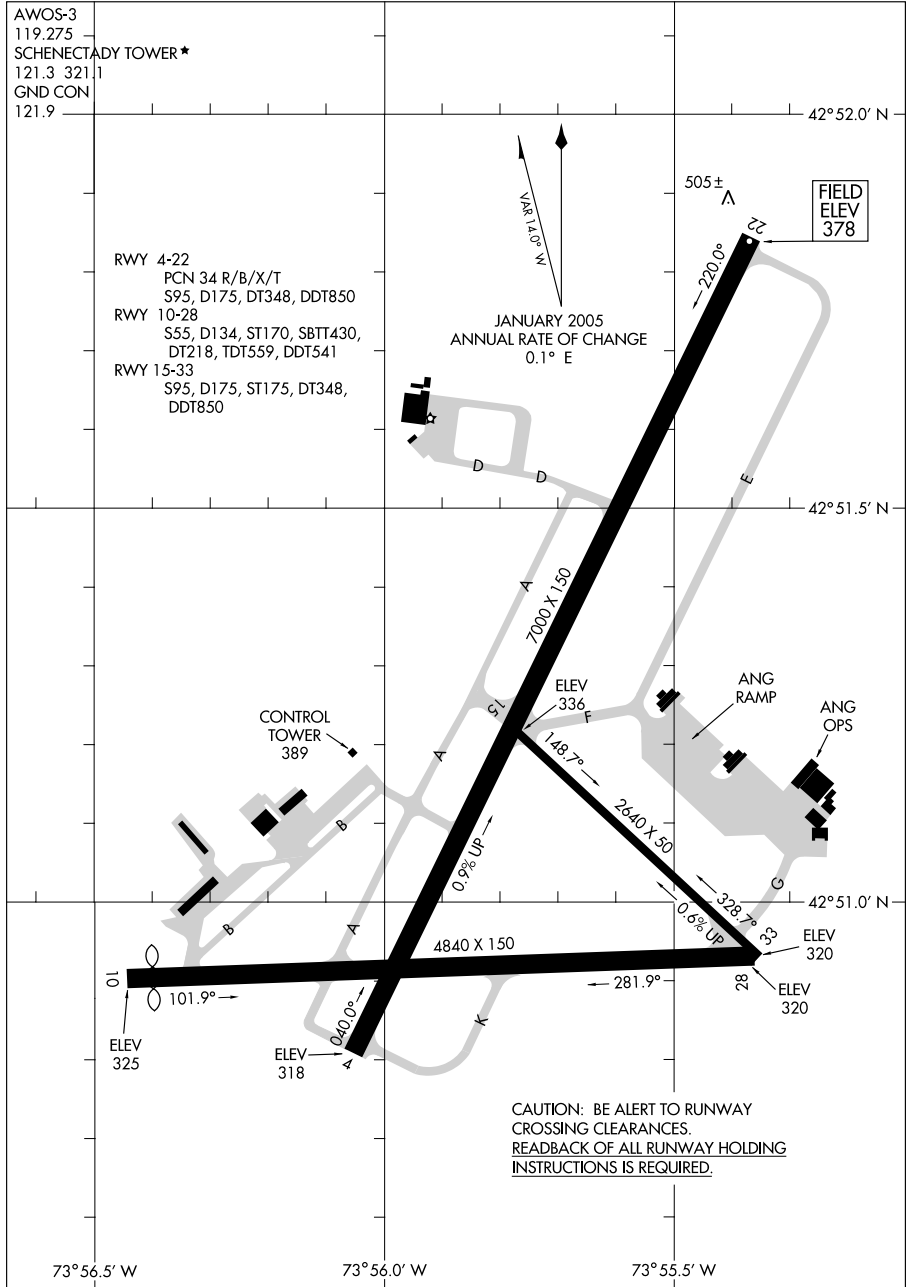 AWOS-3
119.275
SCHENECTADY TOWER★
121.3 321.1
GND CON
121.9
42°52.0' N
505±
FIELD
ELEV
378
22
220.0°
VAR 14.0° W
RWY 4-22
PCN 34 R/B/X/T
S95, D175, DT348, DDT850
RWY 10-28
S55, D134, ST170, SBTT430,
DT218, TDT559, DDT541
RWY 15-33
S95, D175, ST175, DT348,
DDT850
JANUARY 2005
ANNUAL RATE OF CHANGE
0.1° E
D
D
E
42°51.5' N
A
7000 X 150
ELEV
336
15
F
ANG
RAMP
ANG
OPS
CONTROL
TOWER
389
A
148.7°
2640 X 50
B
0.9% UP
G
42°51.0' N
B
A
328.7°
0.6% UP
33
4840 X 150
ELEV
320
10
101.9°
281.9°
28
ELEV
320
K
040.0°
4
ELEV
325
ELEV
318
CAUTION: BE ALERT TO RUNWAY
CROSSING CLEARANCES.
READBACK OF ALL RUNWAY HOLDING
INSTRUCTIONS IS REQUIRED.
73°56.5' W
73°56.0' W
73°55.5' W